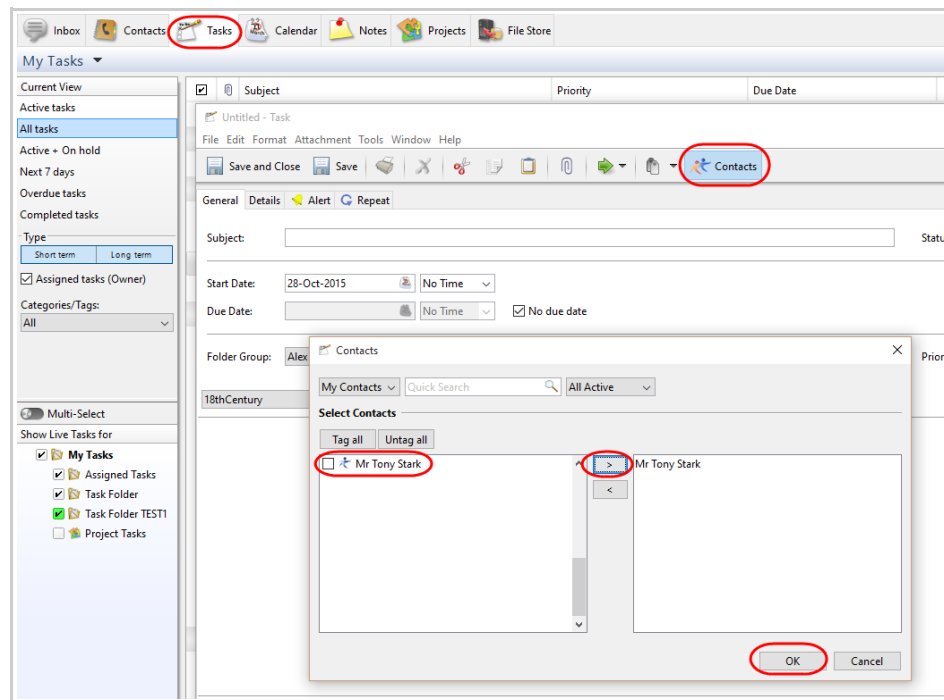 Inbox Contacts Tasks Calendar Notes Projects File Store
My Tasks
Current View
Subject Priority Due Date
Active tasks
All tasks
Active + On hold
Next 7 days
Overdue tasks
Completed tasks
Type
Short term Long term
Assigned tasks (Owner)
Categories/Tags:
All
Multi-Select
Show Live Tasks for
My Tasks
Assigned Tasks
Task Folder
Task Folder TEST1
Project Tasks
Untitled - Task
File Edit Format Attachment Tools Window Help
Save and Close Save Contacts
General Details Alert Repeat
Subject: Statu
Start Date: 28-Oct-2015 No Time
Due Date: No Time No due date
Folder Group: Alex Prior
18thCentury
Contacts
My Contacts Quick Search All Active
Select Contacts
Tag all Untag all
Mr Tony Stark > Mr Tony Stark
<
OK Cancel